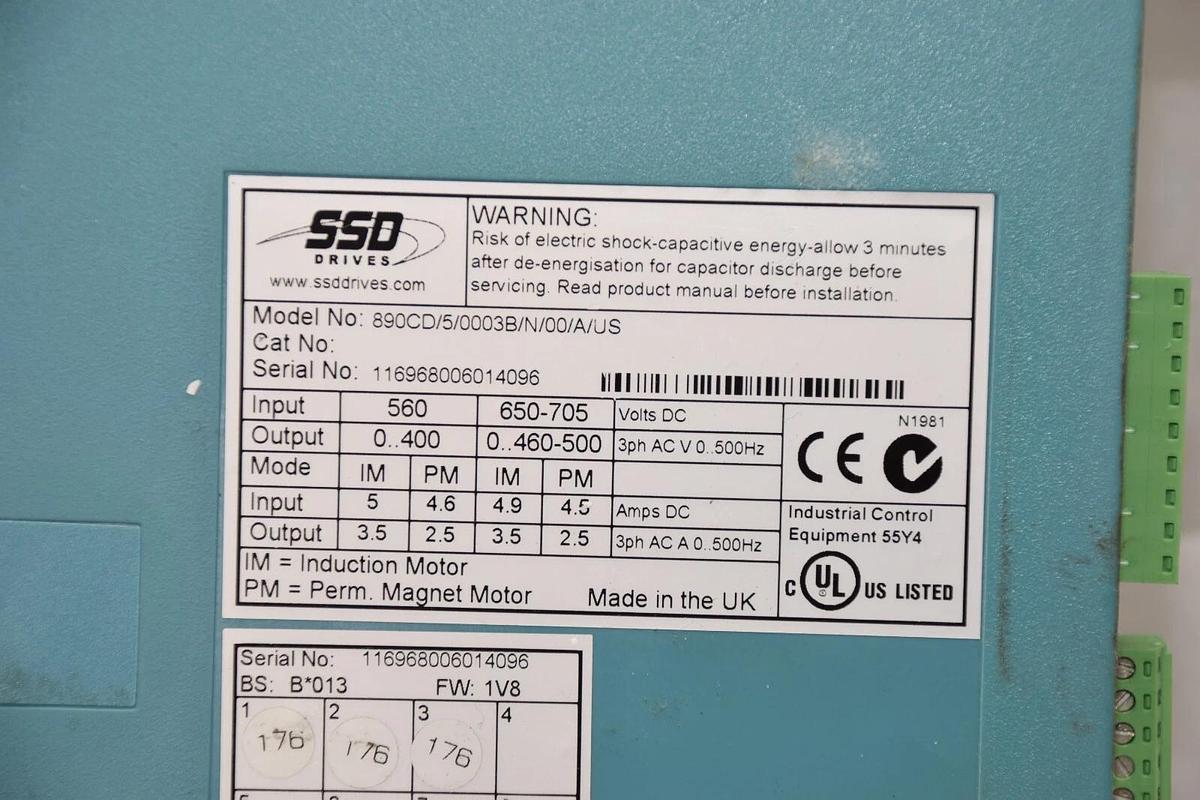 SSD
DRIVES
www.ssddrives.com
WARNING:
Risk of electric shock-capacitive energy-allow 3 minutes
after de-energisation for capacitor discharge before
servicing. Read product manual before installation.
Model No: 890CD/5/0003B/N/00/A/US
Cat No:
Serial No: 116968006014096
Input 560 650-705 Volts DC
Output 0..400 0..460-500 3ph AC V 0..500Hz
Mode IM PM IM PM
Input 5 4.6 4.9 4.5 Amps DC
Output 3.5 2.5 3.5 2.5 3ph AC A 0..500Hz
IM = Induction Motor
PM = Perm. Magnet Motor Made in the UK
N1981
CE
Industrial Control
Equipment 55Y4
C UL US LISTED
Serial No: 116968006014096
BS: B*013 FW: 1V8
1 2 3 4
176 176 176